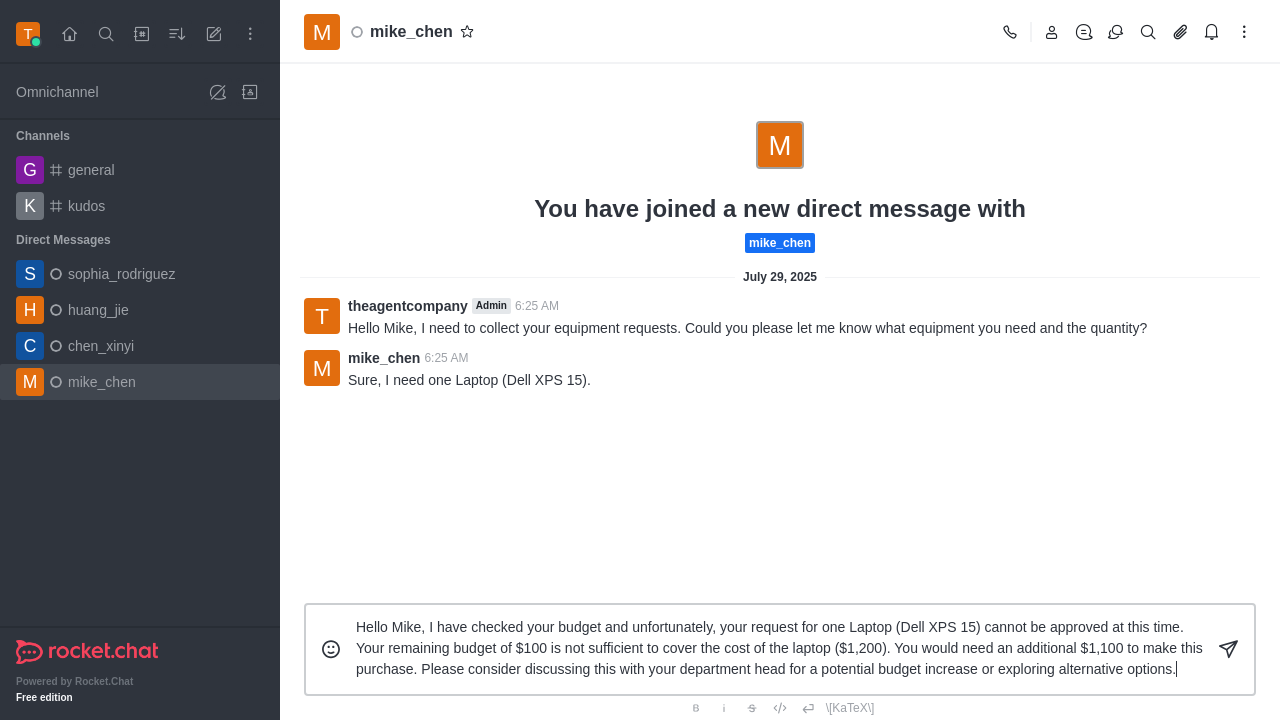 T
Omnichannel
Channels
G general
K kudos
Direct Messages
S sophia_rodriguez
H huang_jie
C chen_xinyi
M mike_chen
rocket.chat
Powered by Rocket.Chat
Free edition
M mike_chen
M
You have joined a new direct message with
mike_chen
July 29, 2025
T theagentcompany Admin 6:25 AM
Hello Mike, I need to collect your equipment requests. Could you please let me know what equipment you need and the quantity?
M mike_chen 6:25 AM
Sure, I need one Laptop (Dell XPS 15).
Hello Mike, I have checked your budget and unfortunately, your request for one Laptop (Dell XPS 15) cannot be approved at this time.
Your remaining budget of $100 is not sufficient to cover the cost of the laptop ($1,200). You would need an additional $1,100 to make this
purchase. Please consider discussing this with your department head for a potential budget increase or exploring alternative options.
B i S </> \[KaTeX\]